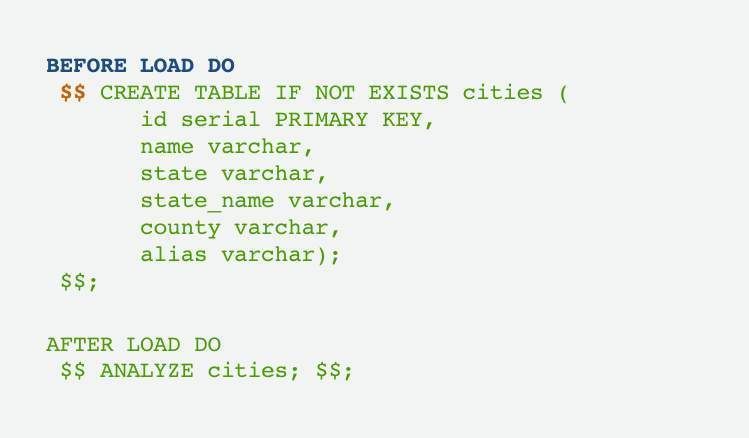 BEFORE LOAD DO
$$ CREATE TABLE IF NOT EXISTS cities (
id serial PRIMARY KEY,
name varchar,
state varchar,
state_name varchar,
county varchar,
alias varchar);
$$;
AFTER LOAD DO
$$ ANALYZE cities; $$;